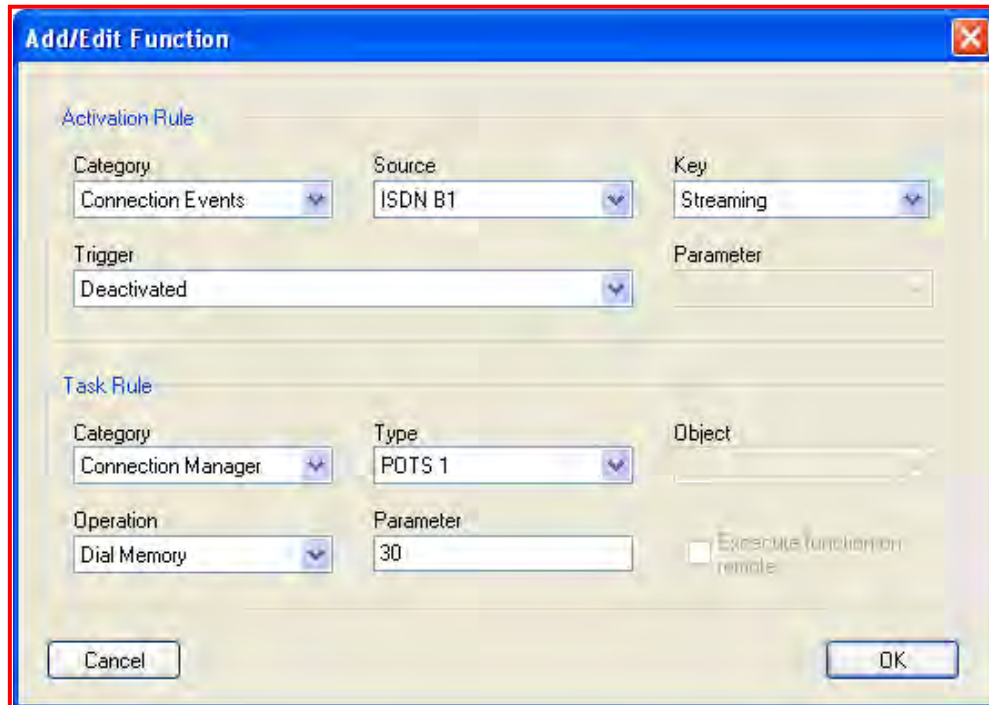 Add/Edit Function
Activation Rule
Category Source Key
Connection Events ISDN B1 Streaming
Trigger Parameter
Deactivated
Task Rule
Category Type Object
Connection Manager POTS 1
Operation Parameter
Dial Memory 30
function on
remote
Cancel OK